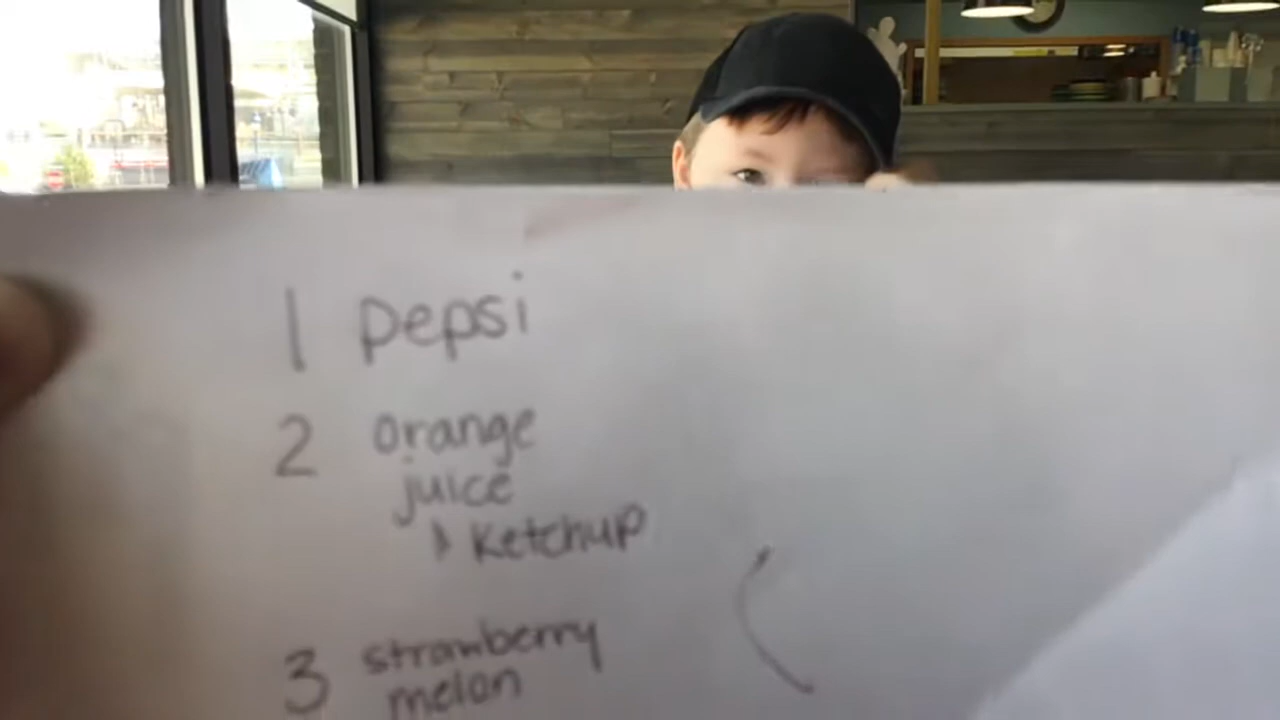 1 pepsi
2 orange
juice
ketchup
3 strawberry
melon